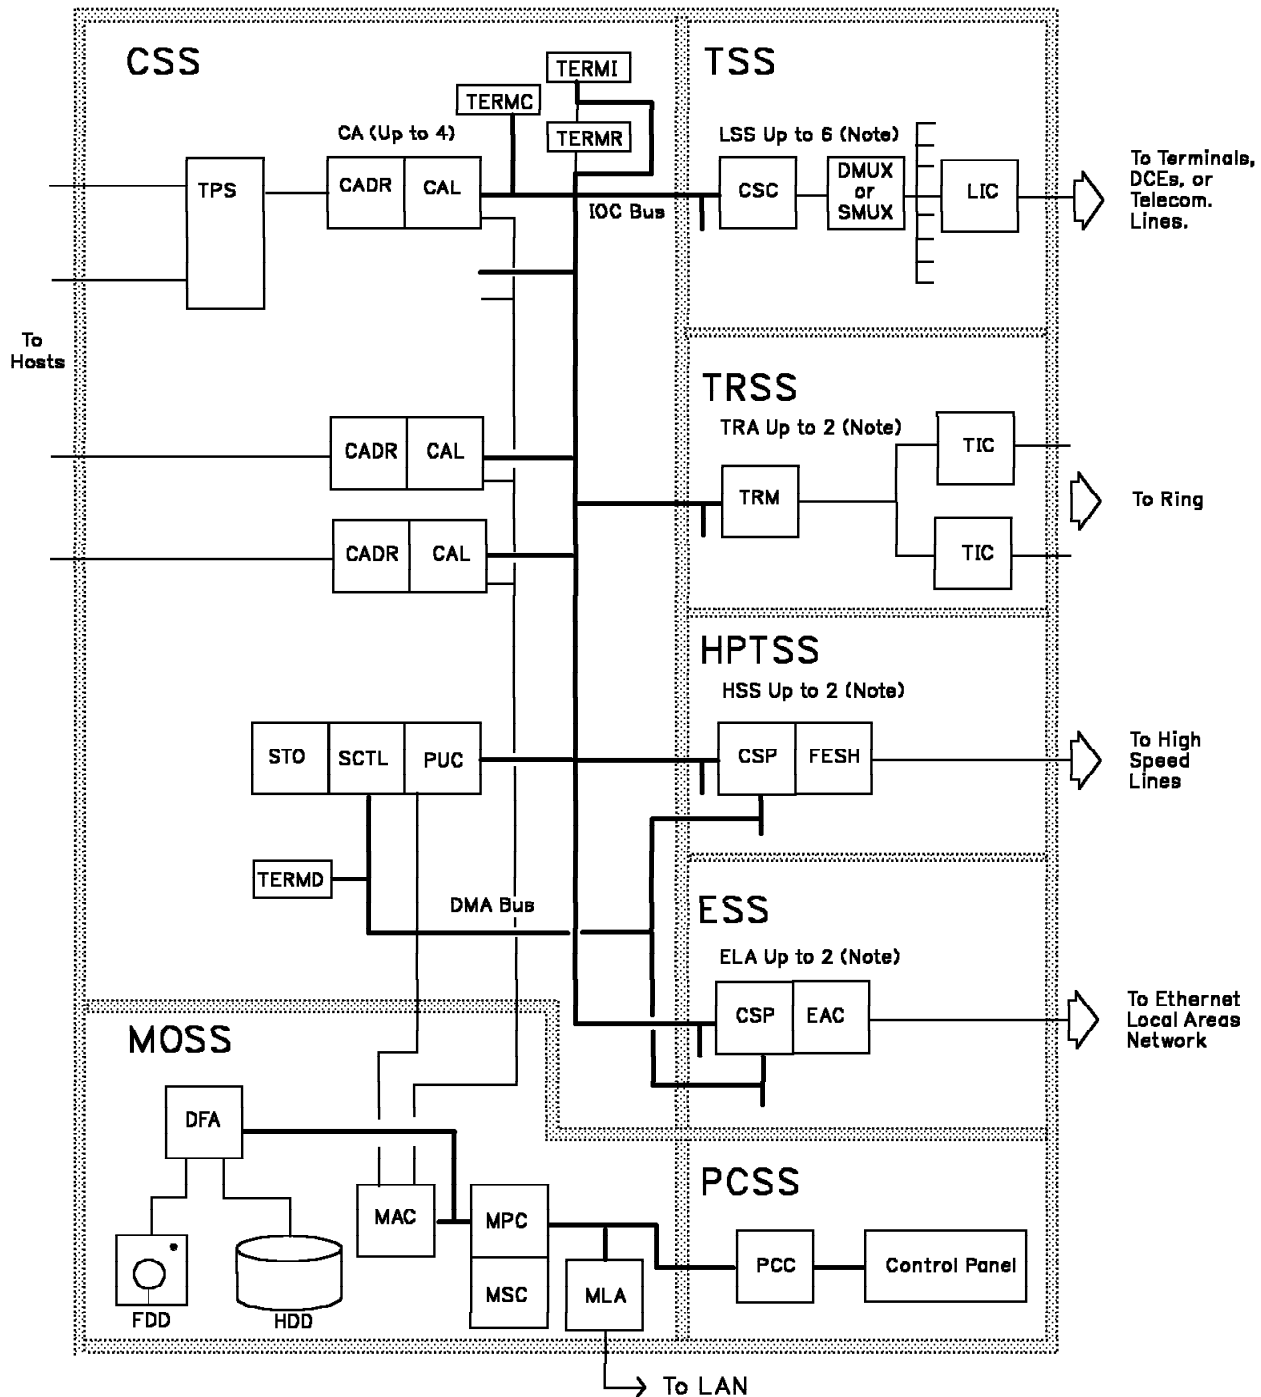 CSS
TERMI
TERMC
TERMR
CA (Up to 4)
TPS
CADR
CAL
IOC Bus
To
Hosts
CADR
CAL
CADR
CAL
STO
SCTL
PUC
TERMD
DMA Bus
TSS
LSS Up to 6 (Note)
CSC
DMUX
or
SMUX
LIC
To Terminals,
DCEs, or
Telecom.
Lines.
TRSS
TRA Up to 2 (Note)
TRM
TIC
TIC
To Ring
HPTSS
HSS Up to 2 (Note)
CSP
FESH
To High
Speed
Lines
ESS
ELA Up to 2 (Note)
CSP
EAC
To Ethernet
Local Areas
Network
MOSS
DFA
MAC
MPC
MSC
MLA
FDD
HDD
To LAN
PCSS
PCC
Control Panel